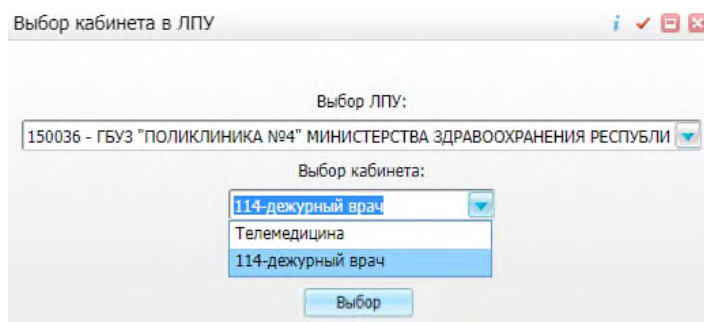 Выбор кабинета в ЛПУ
Выбор ЛПУ:
150036 - ГБУЗ "ПОЛИКЛИНИКА №4" МИНИСТЕРСТВА ЗДРАВООХРАНЕНИЯ РЕСПУБЛИ
Выбор кабинета:
114-дежурный врач
Телемедицина
114-дежурный врач
Выбор